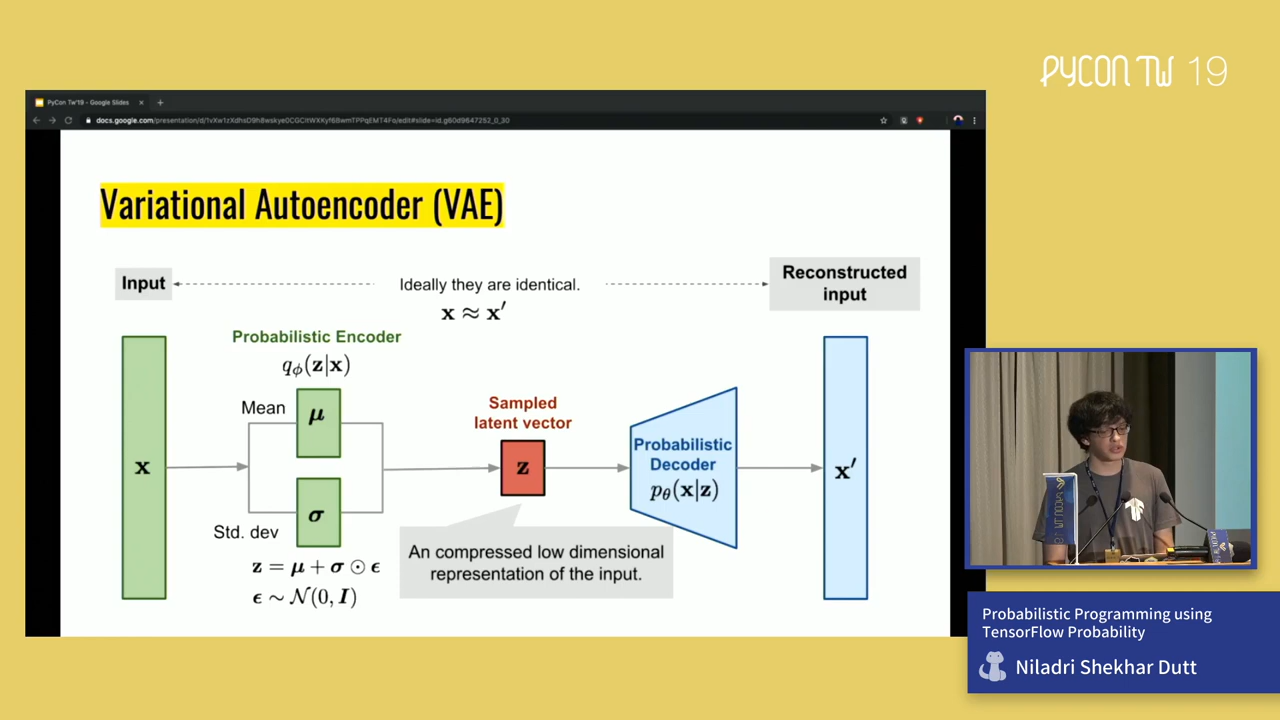 PyCon TW 19
PyCon Tw'19 - Google Slides
Variational Autoencoder (VAE)
Input
Ideally they are identical.
x ≈ x′
Reconstructed
input
Probabilistic Encoder
qϕ(z|x)
Mean
μ
Sampled
latent vector
Probabilistic
Decoder
pθ(x|z)
x
z
x′
σ
Std. dev
z = μ + σ ⊙ ϵ
ϵ ∼ N(0, I)
An compressed low dimensional
representation of the input.
Probabilistic Programming using
TensorFlow Probability
Niladri Shekhar Dutt